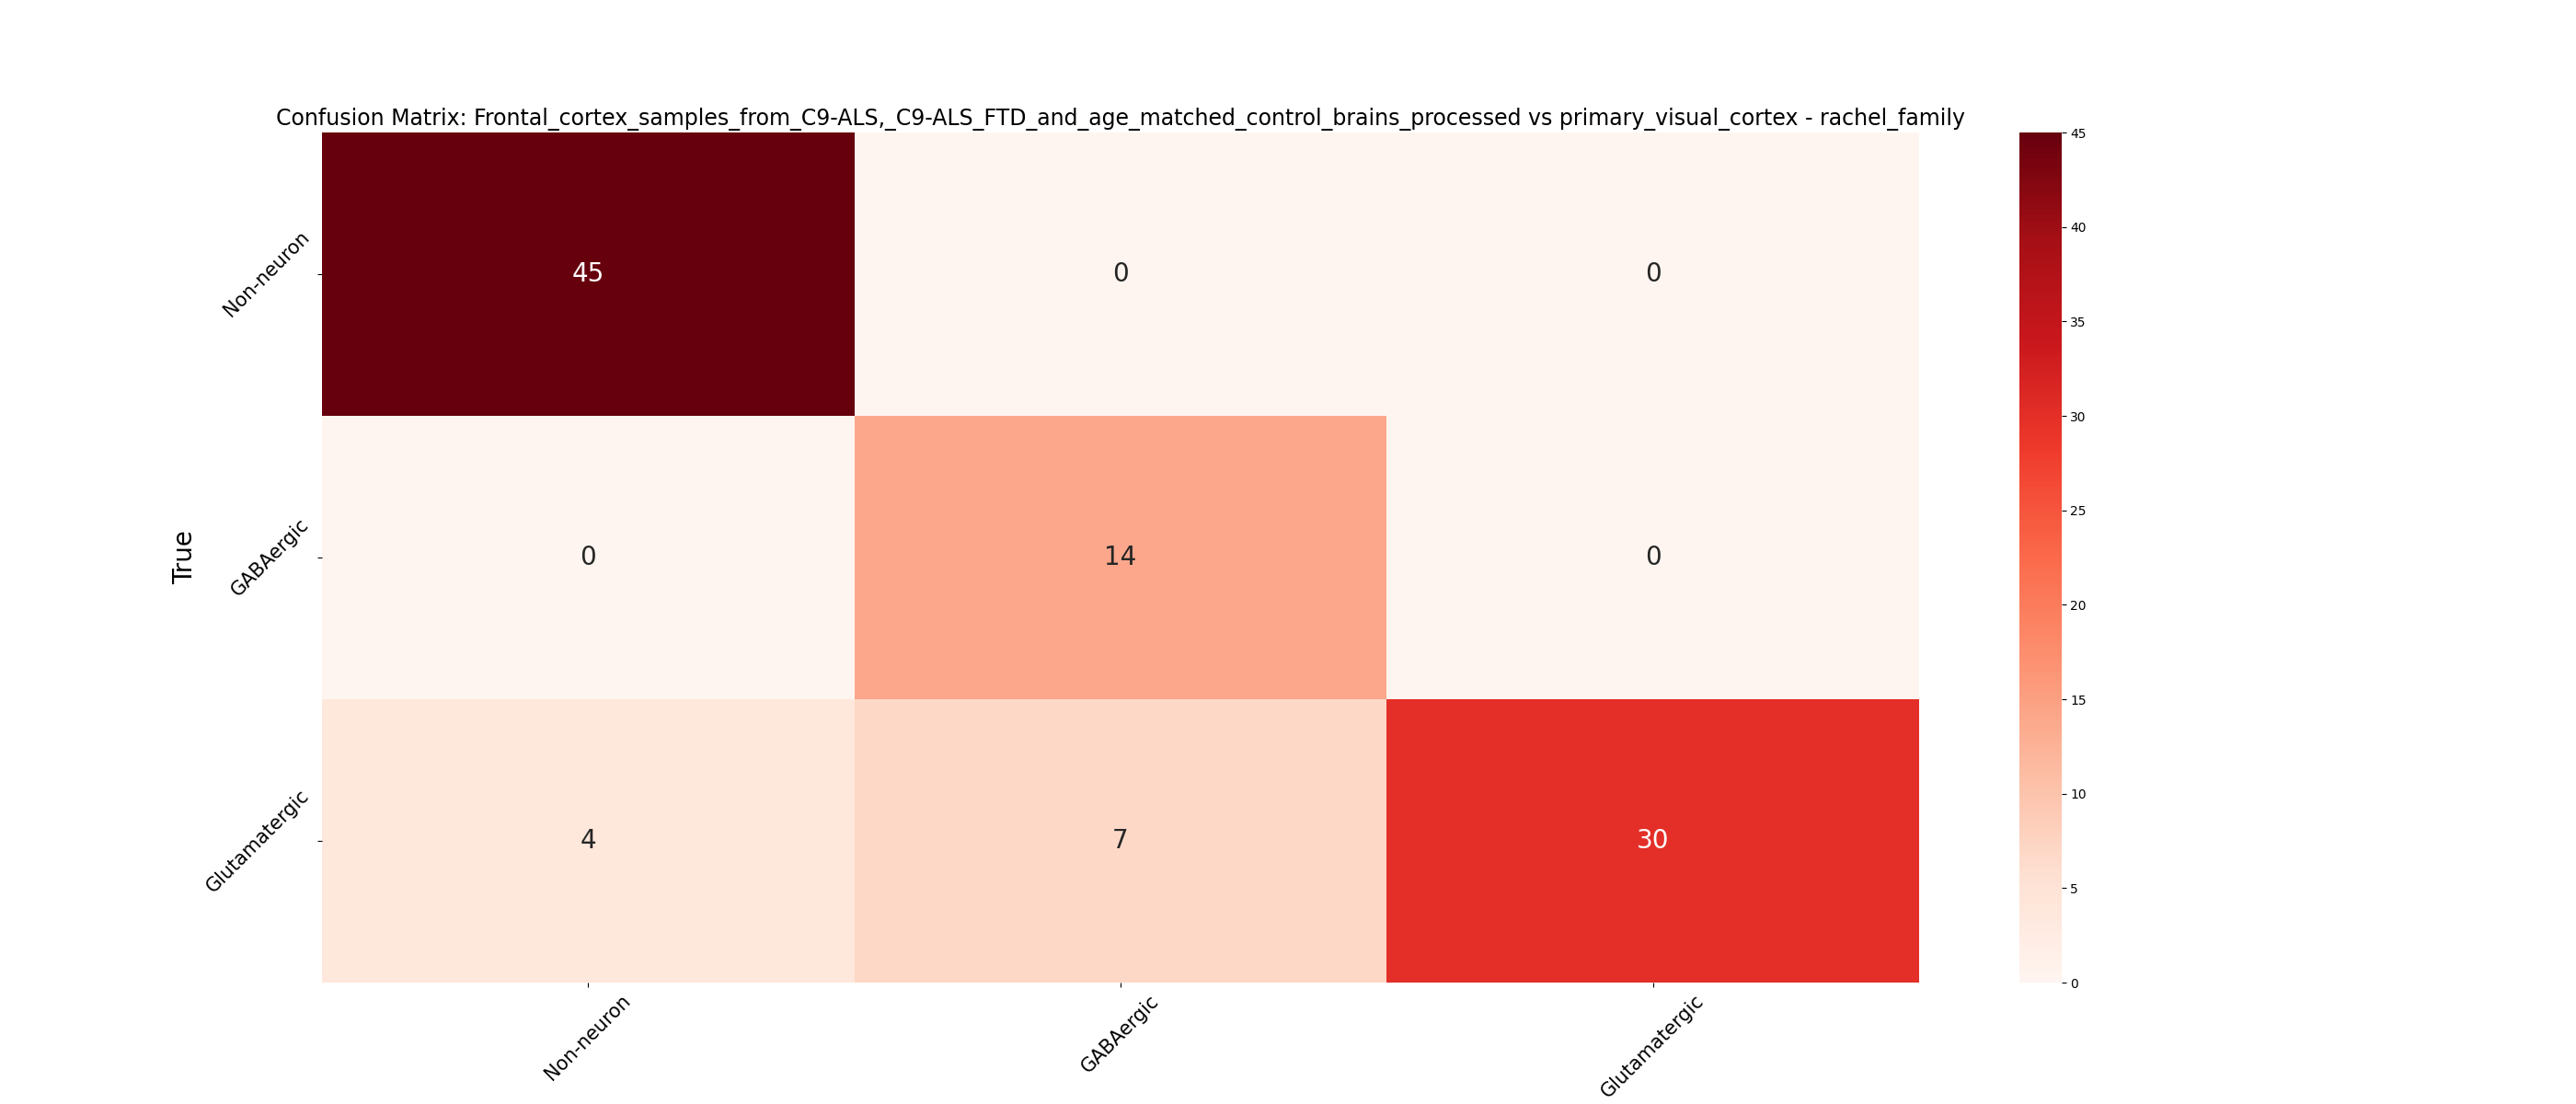 Confusion Matrix: Frontal_cortex_samples_from_C9-ALS,_C9-ALS_FTD_and_age_matched_control_brains_processed vs primary_visual_cortex - rachel_family
True
Non-neuron
45
0
0
GABAergic
0
14
0
Glutamatergic
4
7
30
Non-neuron
GABAergic
Glutamatergic
45
40
35
30
25
20
15
10
5
0